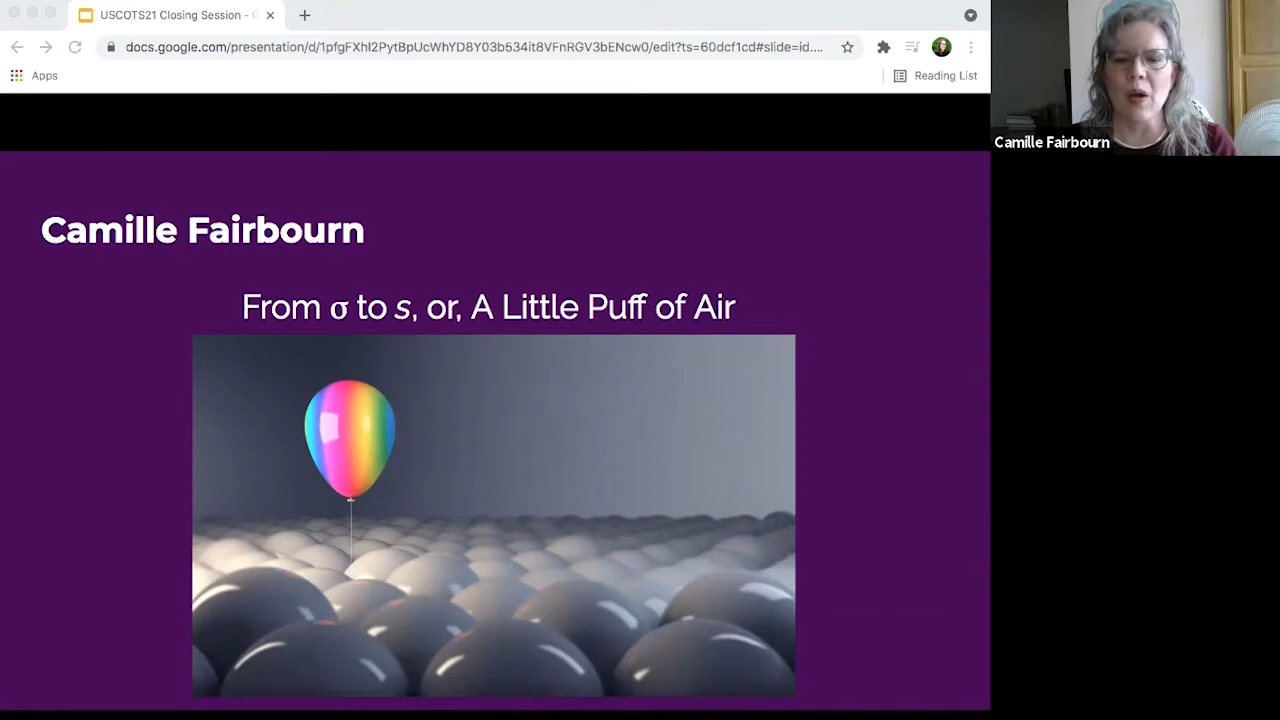 USCOTS21 Closing Session - G
docs.google.com/presentation/d/1pfgFXhI2PytBpUcWhYD8Y03b534it8VFnRGV3bENcw0/edit?ts=60dcf1cd#slide=id....
Apps
Reading List
Camille Fairbourn
Camille Fairbourn
From σ to s, or, A Little Puff of Air